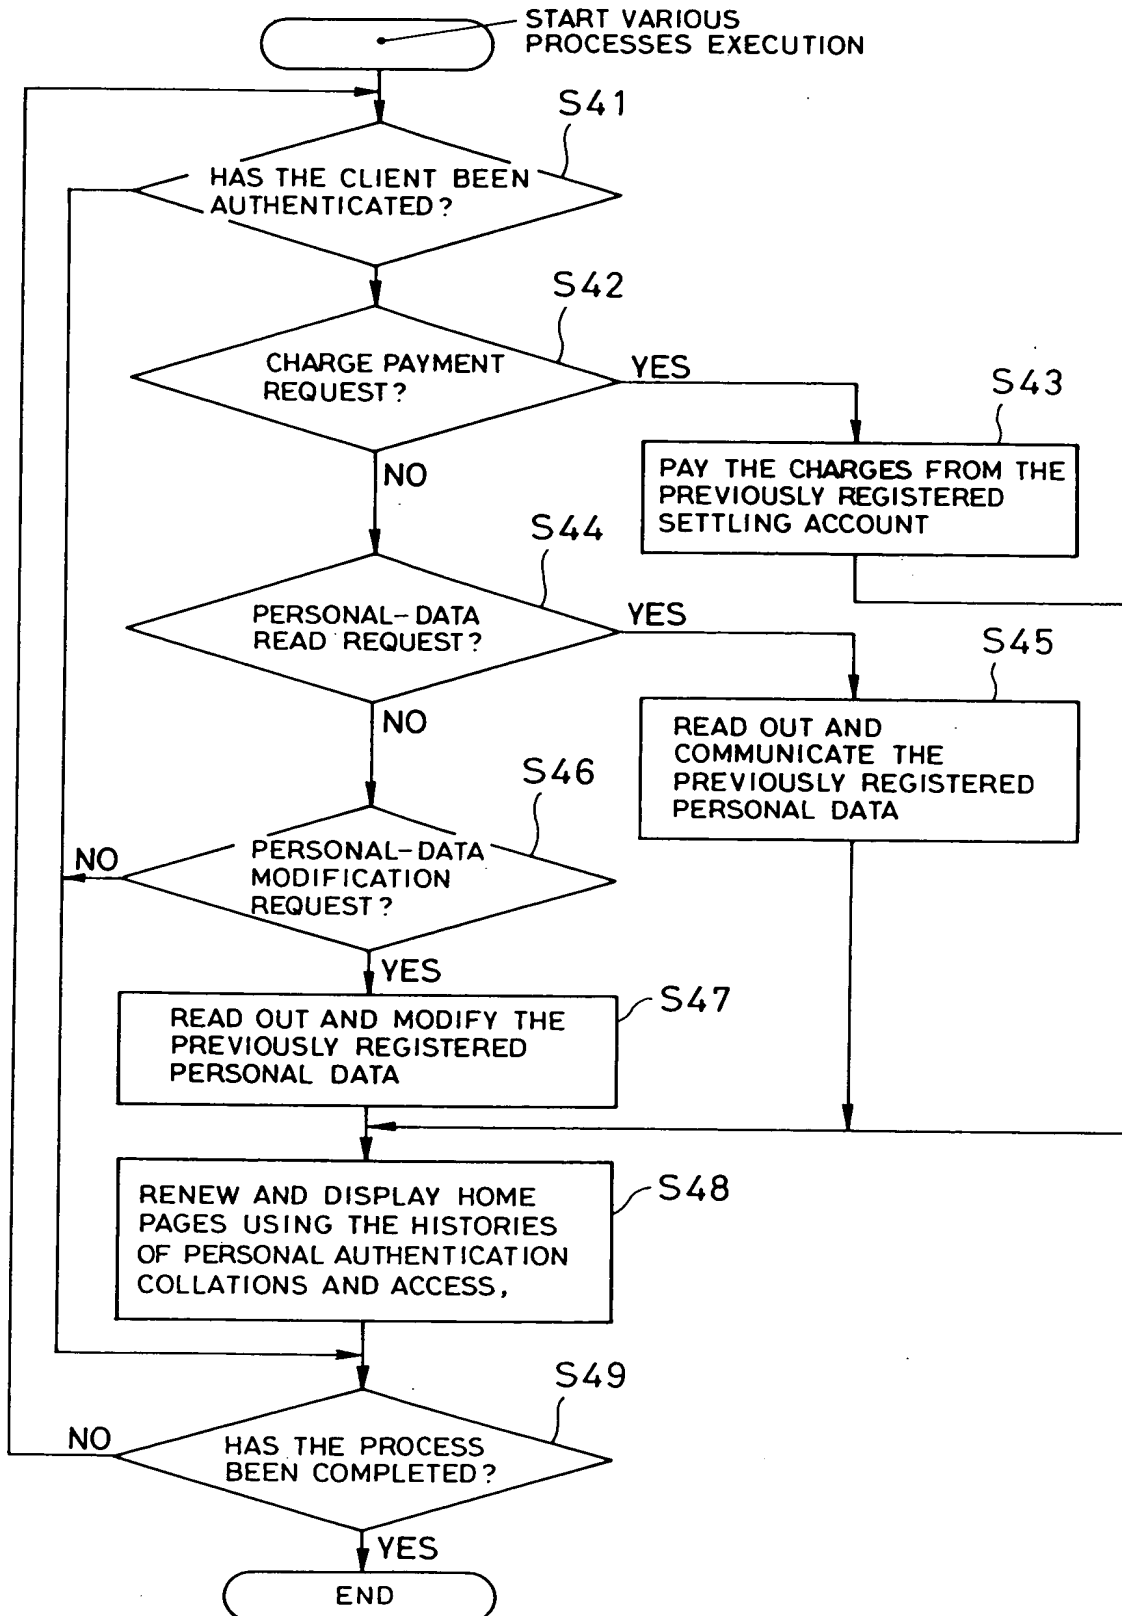 START VARIOUS
PROCESSES EXECUTION
S41
HAS THE CLIENT BEEN
AUTHENTICATED?
S42
CHARGE PAYMENT
REQUEST?
YES
S43
PAY THE CHARGES FROM THE
PREVIOUSLY REGISTERED
SETTLING ACCOUNT
NO
S44
PERSONAL-DATA
READ REQUEST?
YES
S45
READ OUT AND
COMMUNICATE THE
PREVIOUSLY REGISTERED
PERSONAL DATA
NO
S46
PERSONAL-DATA
MODIFICATION
REQUEST?
NO
YES
S47
READ OUT AND MODIFY THE
PREVIOUSLY REGISTERED
PERSONAL DATA
S48
RENEW AND DISPLAY HOME
PAGES USING THE HISTORIES
OF PERSONAL AUTHENTICATION
COLLATIONS AND ACCESS,
S49
NO
HAS THE PROCESS
BEEN COMPLETED?
YES
END